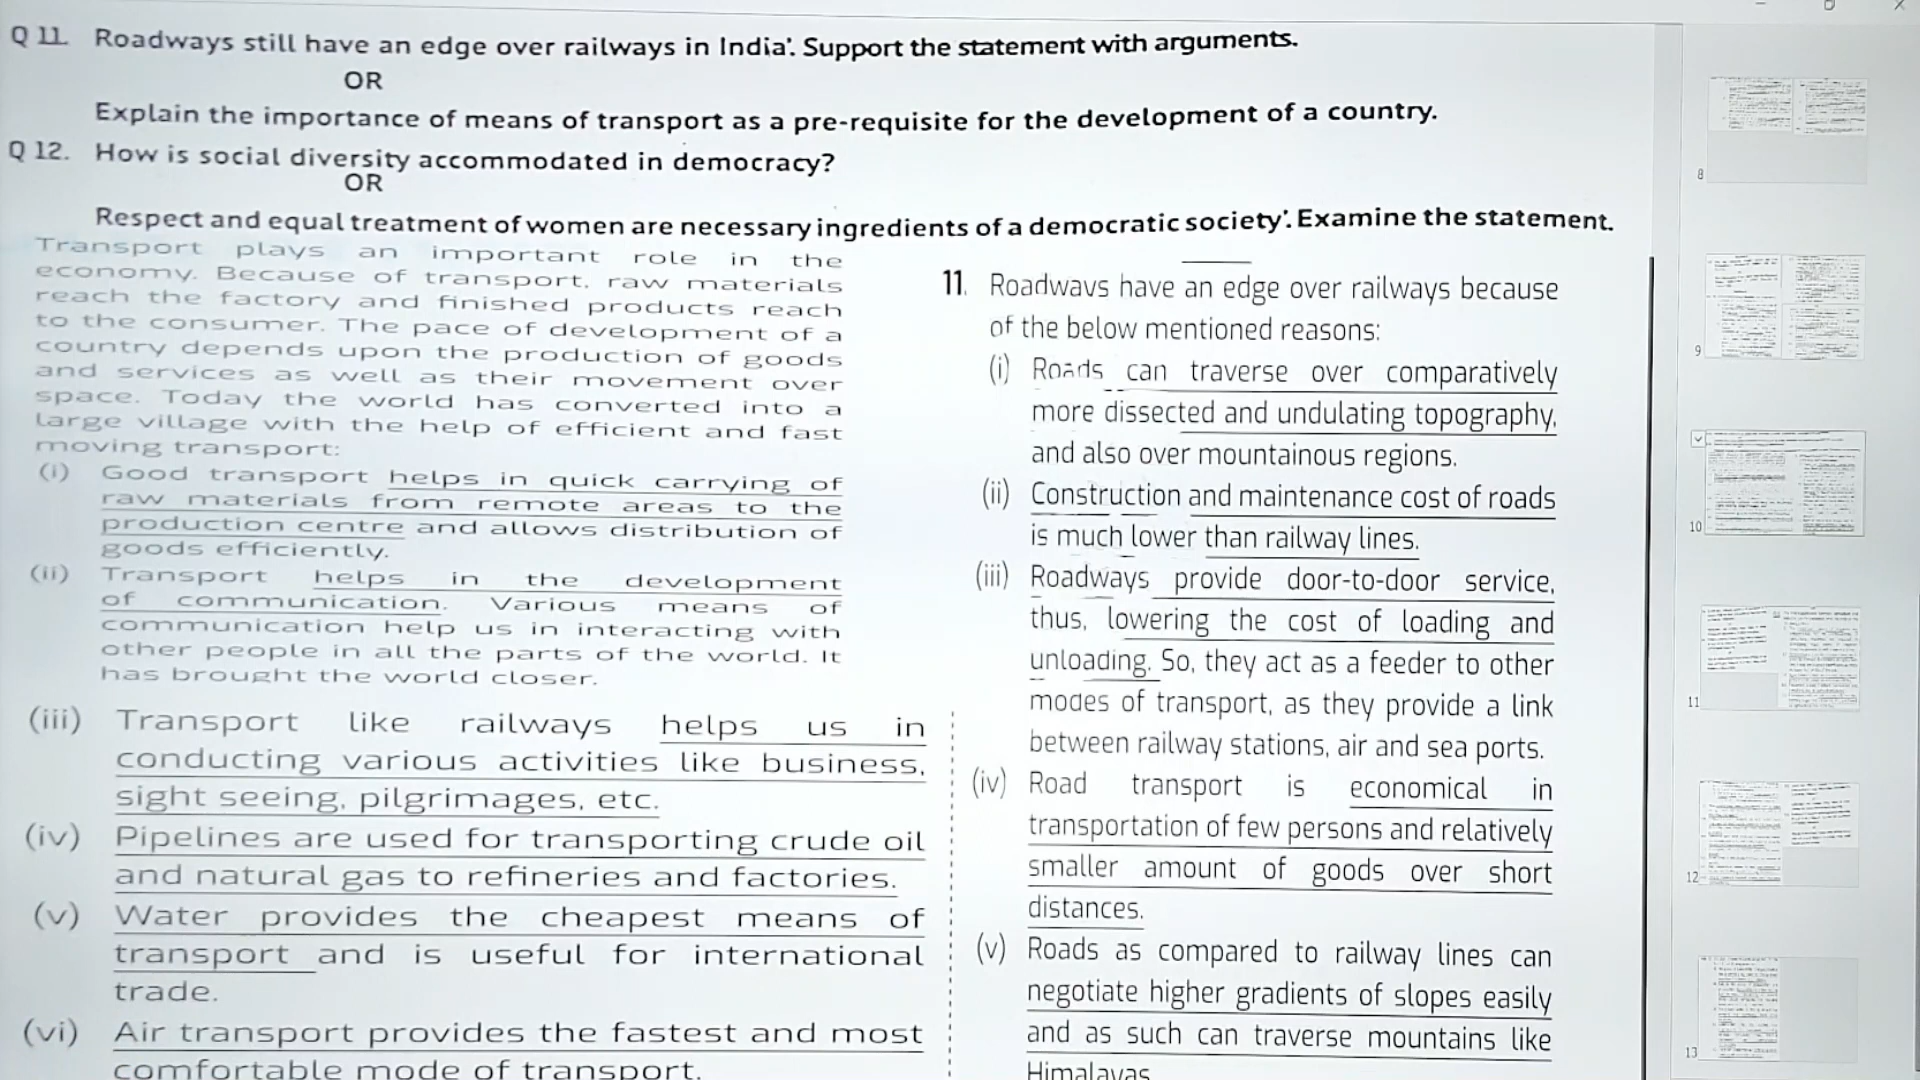 Q 11. Roadways still have an edge over railways in India'. Support the statement with arguments.
OR
Explain the importance of means of transport as a pre-requisite for the development of a country.
Q 12. How is social diversity accommodated in democracy?
OR
Respect and equal treatment of women are necessary ingredients of a democratic society'. Examine the statement.
Transport plays an important role in the
economy. Because of transport, raw materials
reach the factory and finished products reach
to the consumer. The pace of development of a
country depends upon the production of goods
and services as well as their movement over
space. Today the world has converted into a
large village with the help of efficient and fast
moving transport:
(i) Good transport helps in quick carrying of
raw materials from remote areas to the
production centre and allows distribution of
goods efficiently.
(ii) Transport helps in the development
of communication. Various means of
communication help us in interacting with
other people in all the parts of the world. It
has brought the world closer.
(iii) Transport like railways helps us in
conducting various activities like business,
sight seeing, pilgrimages, etc.
(iv) Pipelines are used for transporting crude oil
and natural gas to refineries and factories.
(v) Water provides the cheapest means of
transport and is useful for international
trade.
(vi) Air transport provides the fastest and most
comfortable mode of transport.
11. Roadways have an edge over railways because
of the below mentioned reasons:
(i) Roads can traverse over comparatively
more dissected and undulating topography,
and also over mountainous regions.
(ii) Construction and maintenance cost of roads
is much lower than railway lines.
(iii) Roadways provide door-to-door service,
thus, lowering the cost of loading and
unloading. So, they act as a feeder to other
modes of transport, as they provide a link
between railway stations, air and sea ports.
(iv) Road transport is economical in
transportation of few persons and relatively
smaller amount of goods over short
distances.
(v) Roads as compared to railway lines can
negotiate higher gradients of slopes easily
and as such can traverse mountains like
Himalayas
8
9
10
11
12
13